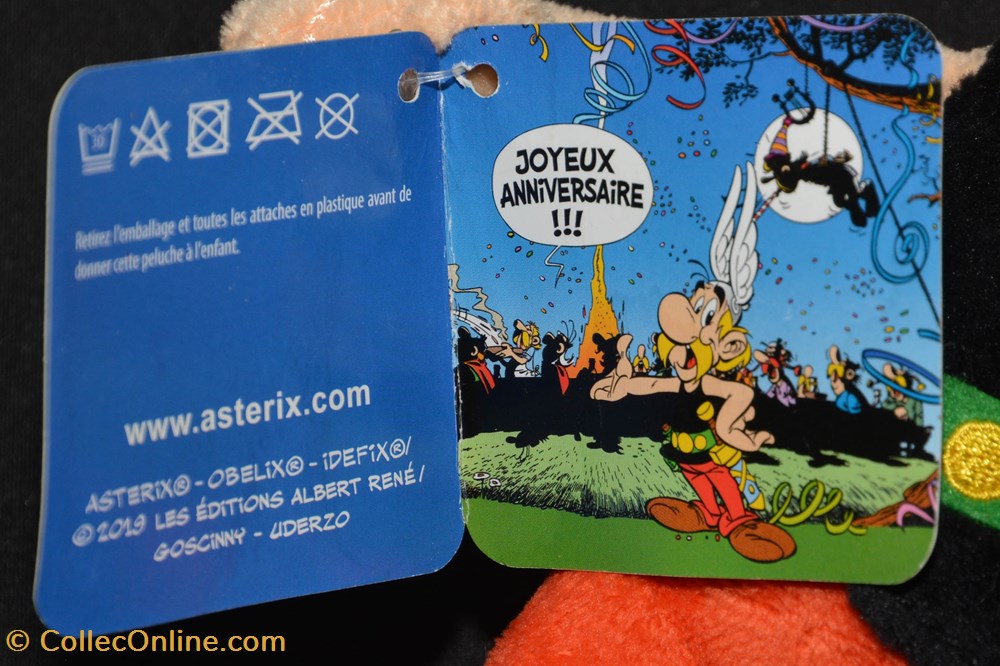 30
Retirez l'emballage et toutes les attaches en plastique avant de
donner cette peluche à l'enfant.
www.asterix.com
ASTERIX®-OBELIX®-IDEFIX®/
© 2019 LES ÉDITIONS ALBERT RENÉ/
GOSCINNY - UDERZO
JOYEUX
ANNIVERSAIRE
!!!
© CollecOnline.com